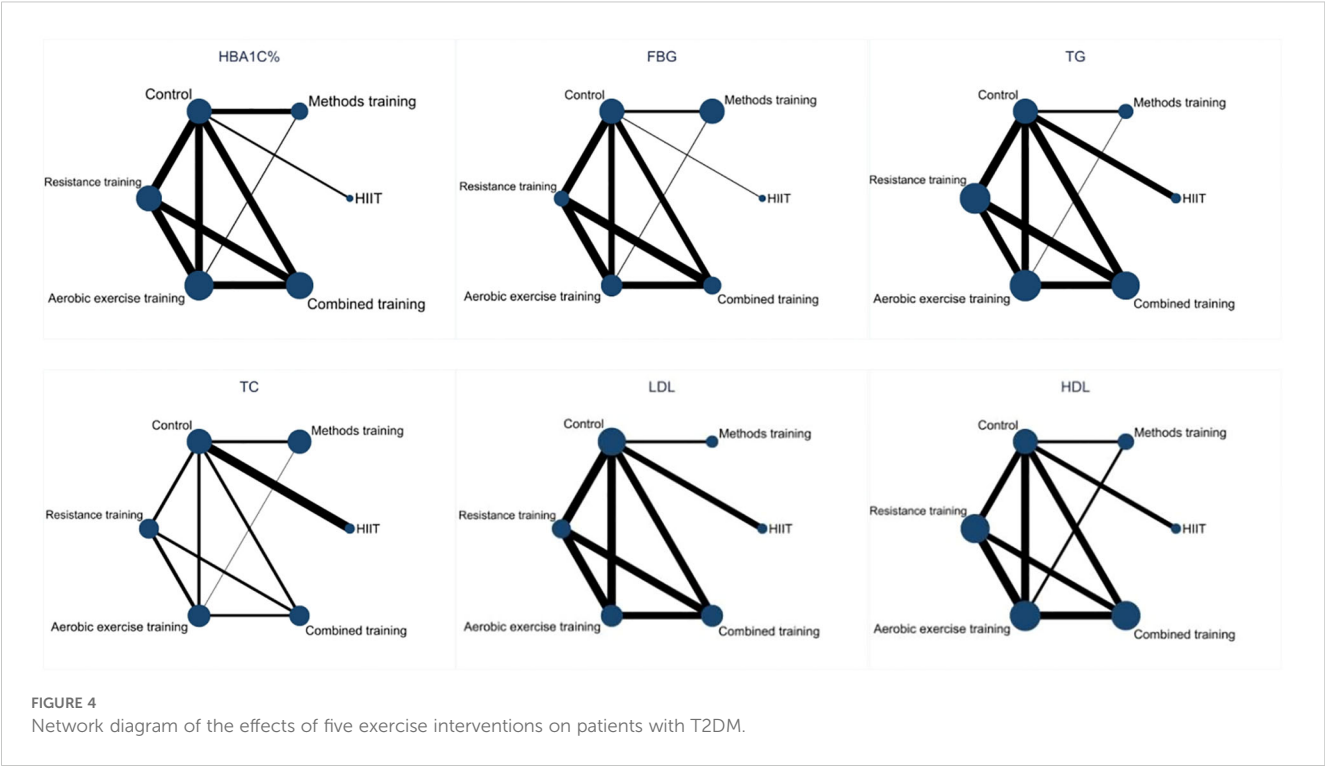 HBA1C%
Control
Methods training
Resistance training
HIIT
Aerobic exercise training
Combined training
FBG
Control
Methods training
Resistance training
HIIT
Aerobic exercise training
Combined training
TG
Control
Methods training
Resistance training
HIIT
Aerobic exercise training
Combined training
TC
Control
Methods training
Resistance training
HIIT
Aerobic exercise training
Combined training
LDL
Control
Methods training
Resistance training
HIIT
Aerobic exercise training
Combined training
HDL
Control
Methods training
Resistance training
HIIT
Aerobic exercise training
Combined training
FIGURE 4
Network diagram of the effects of five exercise interventions on patients with T2DM.